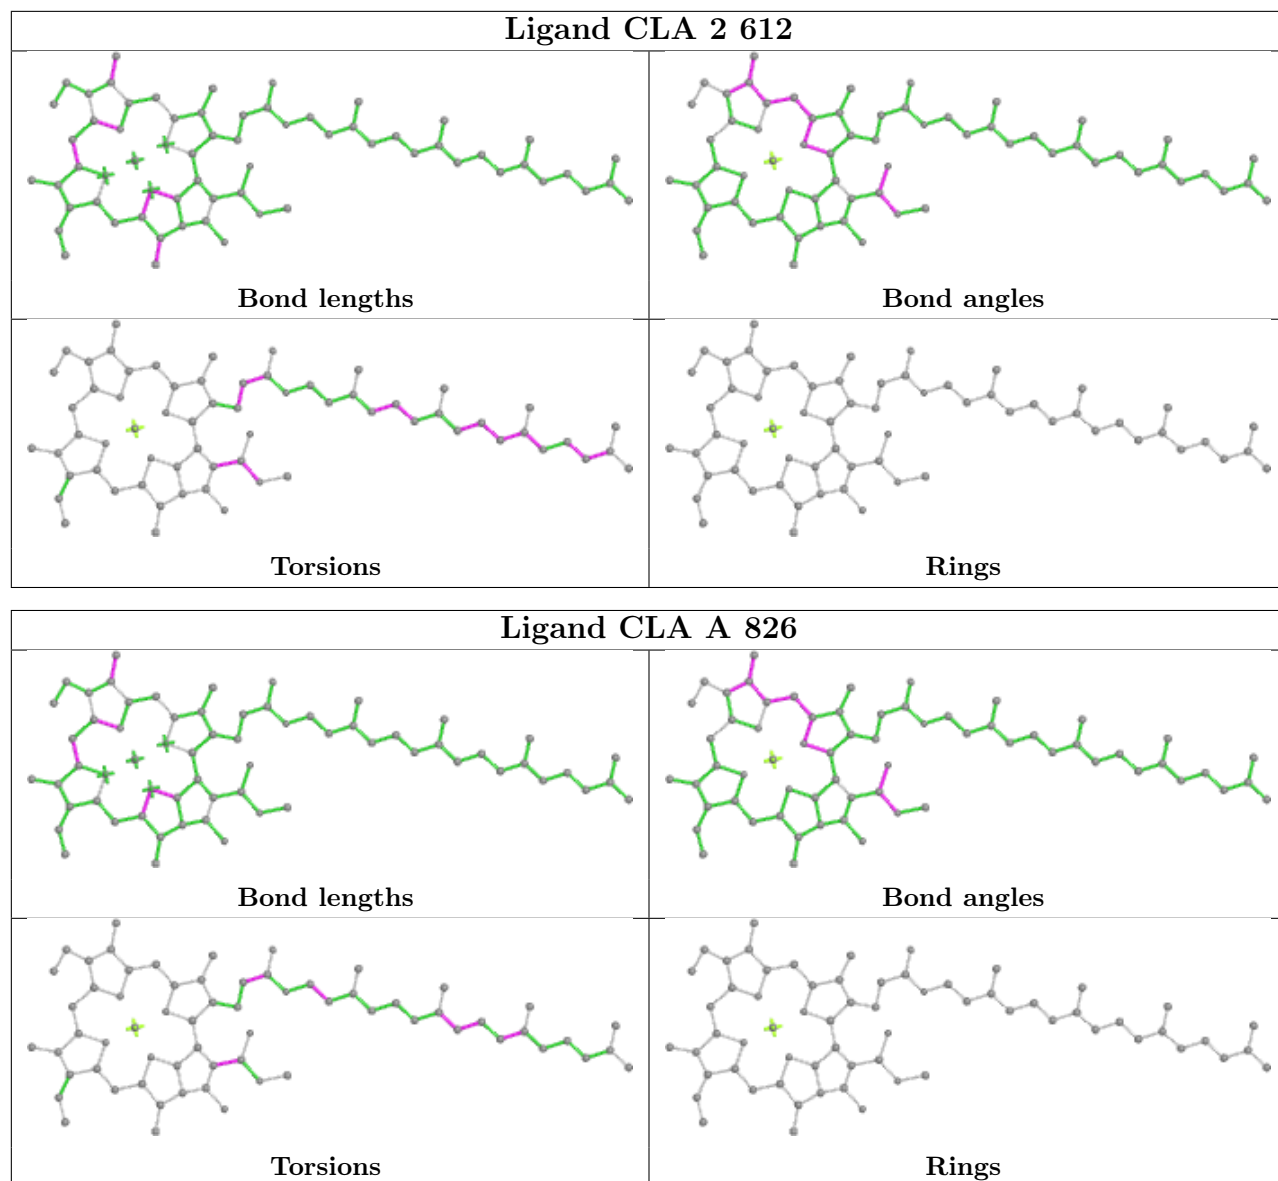 Ligand CLA 2 612
Bond lengths
Bond angles
Torsions
Rings
Ligand CLA A 826
Bond lengths
Bond angles
Torsions
Rings